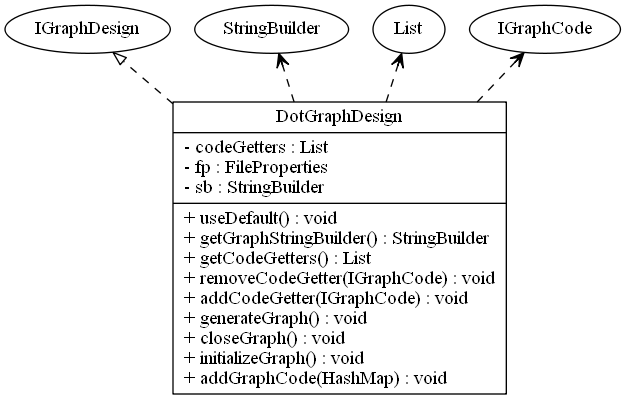 IGraphDesign
StringBuilder
List
IGraphCode
DotGraphDesign
- codeGetters : List
- fp : FileProperties
- sb : StringBuilder
+ useDefault() : void
+ getGraphStringBuilder() : StringBuilder
+ getCodeGetters() : List
+ removeCodeGetter(IGraphCode) : void
+ addCodeGetter(IGraphCode) : void
+ generateGraph() : void
+ closeGraph() : void
+ initializeGraph() : void
+ addGraphCode(HashMap) : void